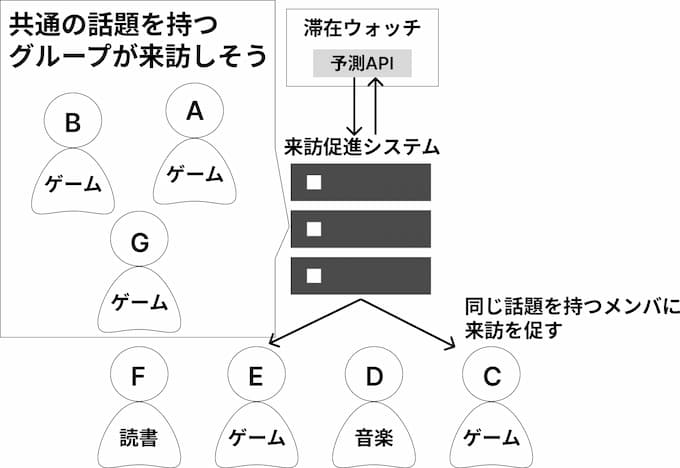 共通の話題を持つ
グループが来訪しそう
B
ゲーム
A
ゲーム
G
ゲーム
滞在ウォッチ
予測API
来訪促進システム
同じ話題を持つメンバに
来訪を促す
F
読書
E
ゲーム
D
音楽
C
ゲーム